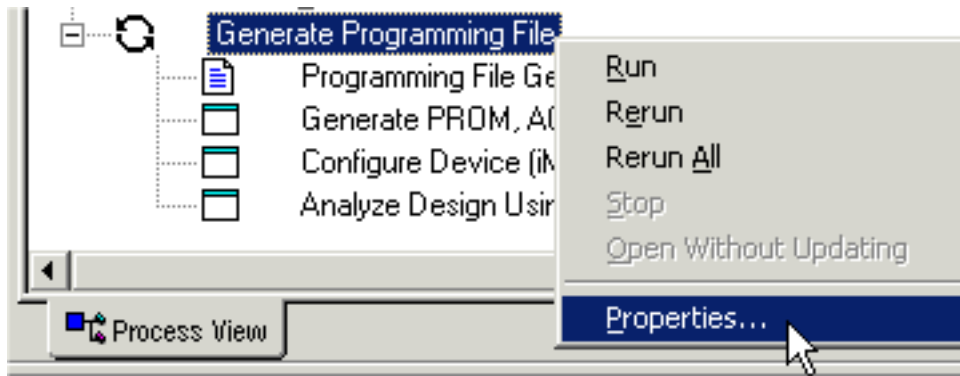 Generate Programming File
Programming File Ge
Generate PROM, AC
Configure Device (iM
Analyze Design Usin
Run
Rerun
Rerun All
Stop
Open Without Updating
Properties...
Process View